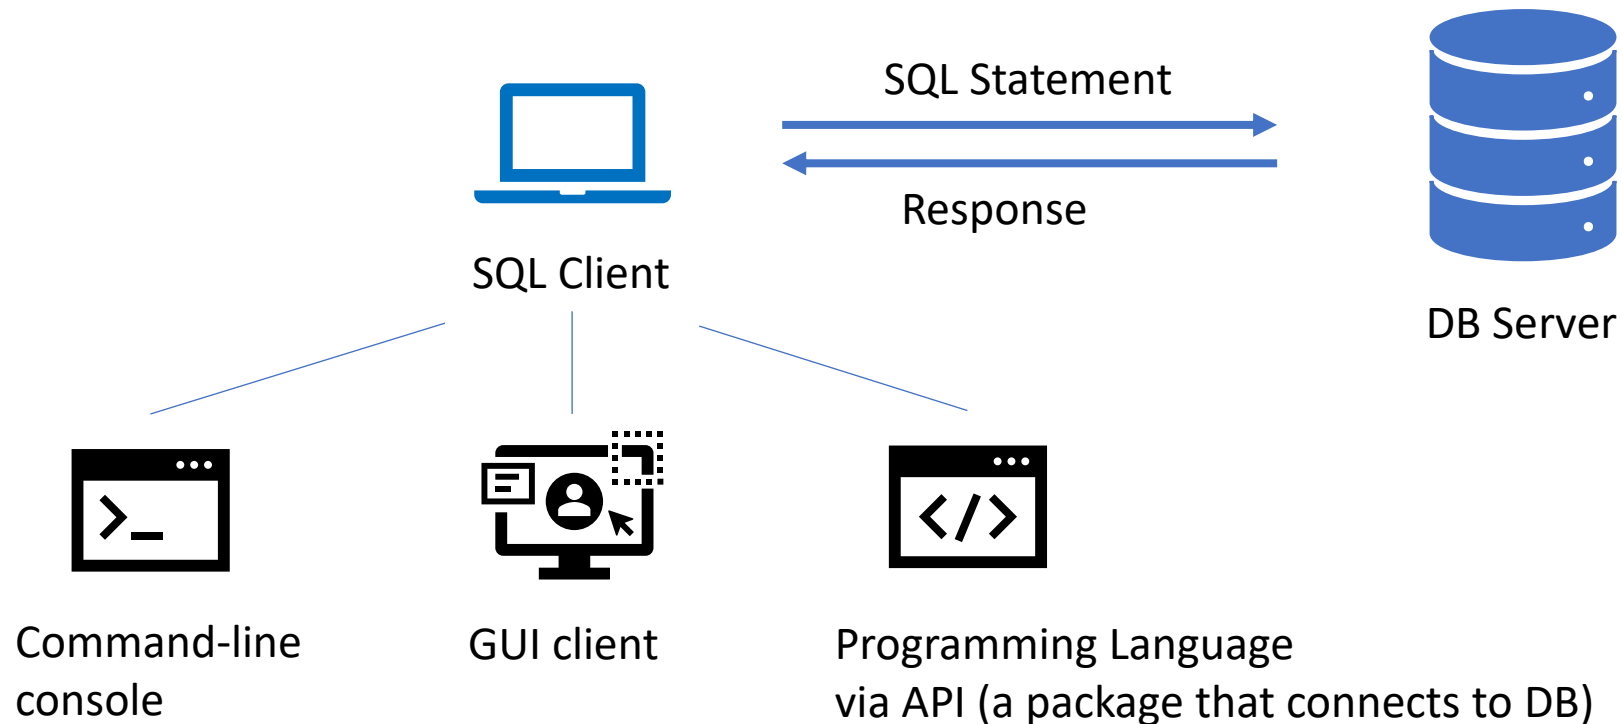 SQL Statement
Response
SQL Client
DB Server
Command-line
console
GUI client
Programming Language
via API (a package that connects to DB)